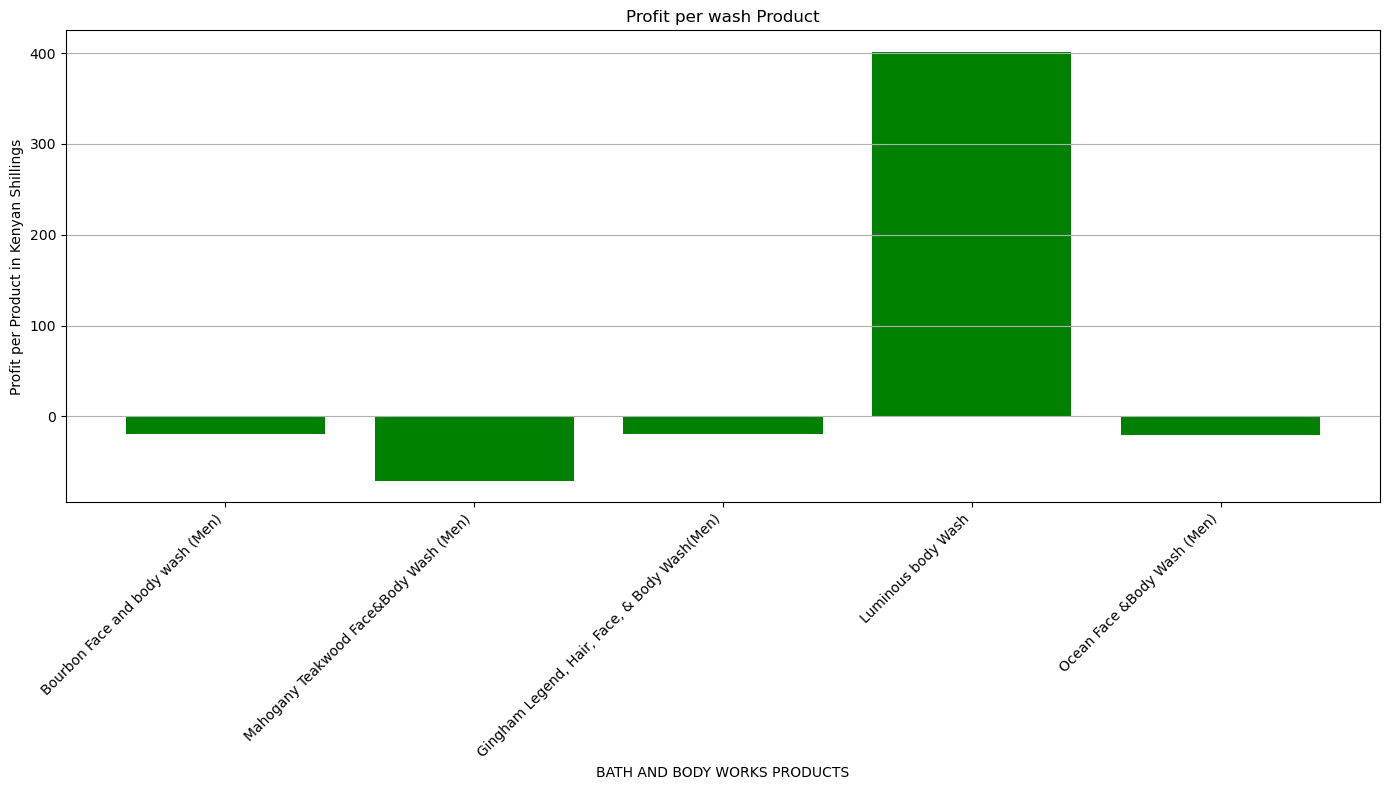 Profit per wash Product
Profit per Product in Kenyan Shillings
400
300
200
100
0
Bourbon Face and body wash (Men)
Mahogany Teakwood Face&Body Wash (Men)
Gingham Legend, Hair, Face, & Body Wash(Men)
Luminous body Wash
Ocean Face &Body Wash (Men)
BATH AND BODY WORKS PRODUCTS